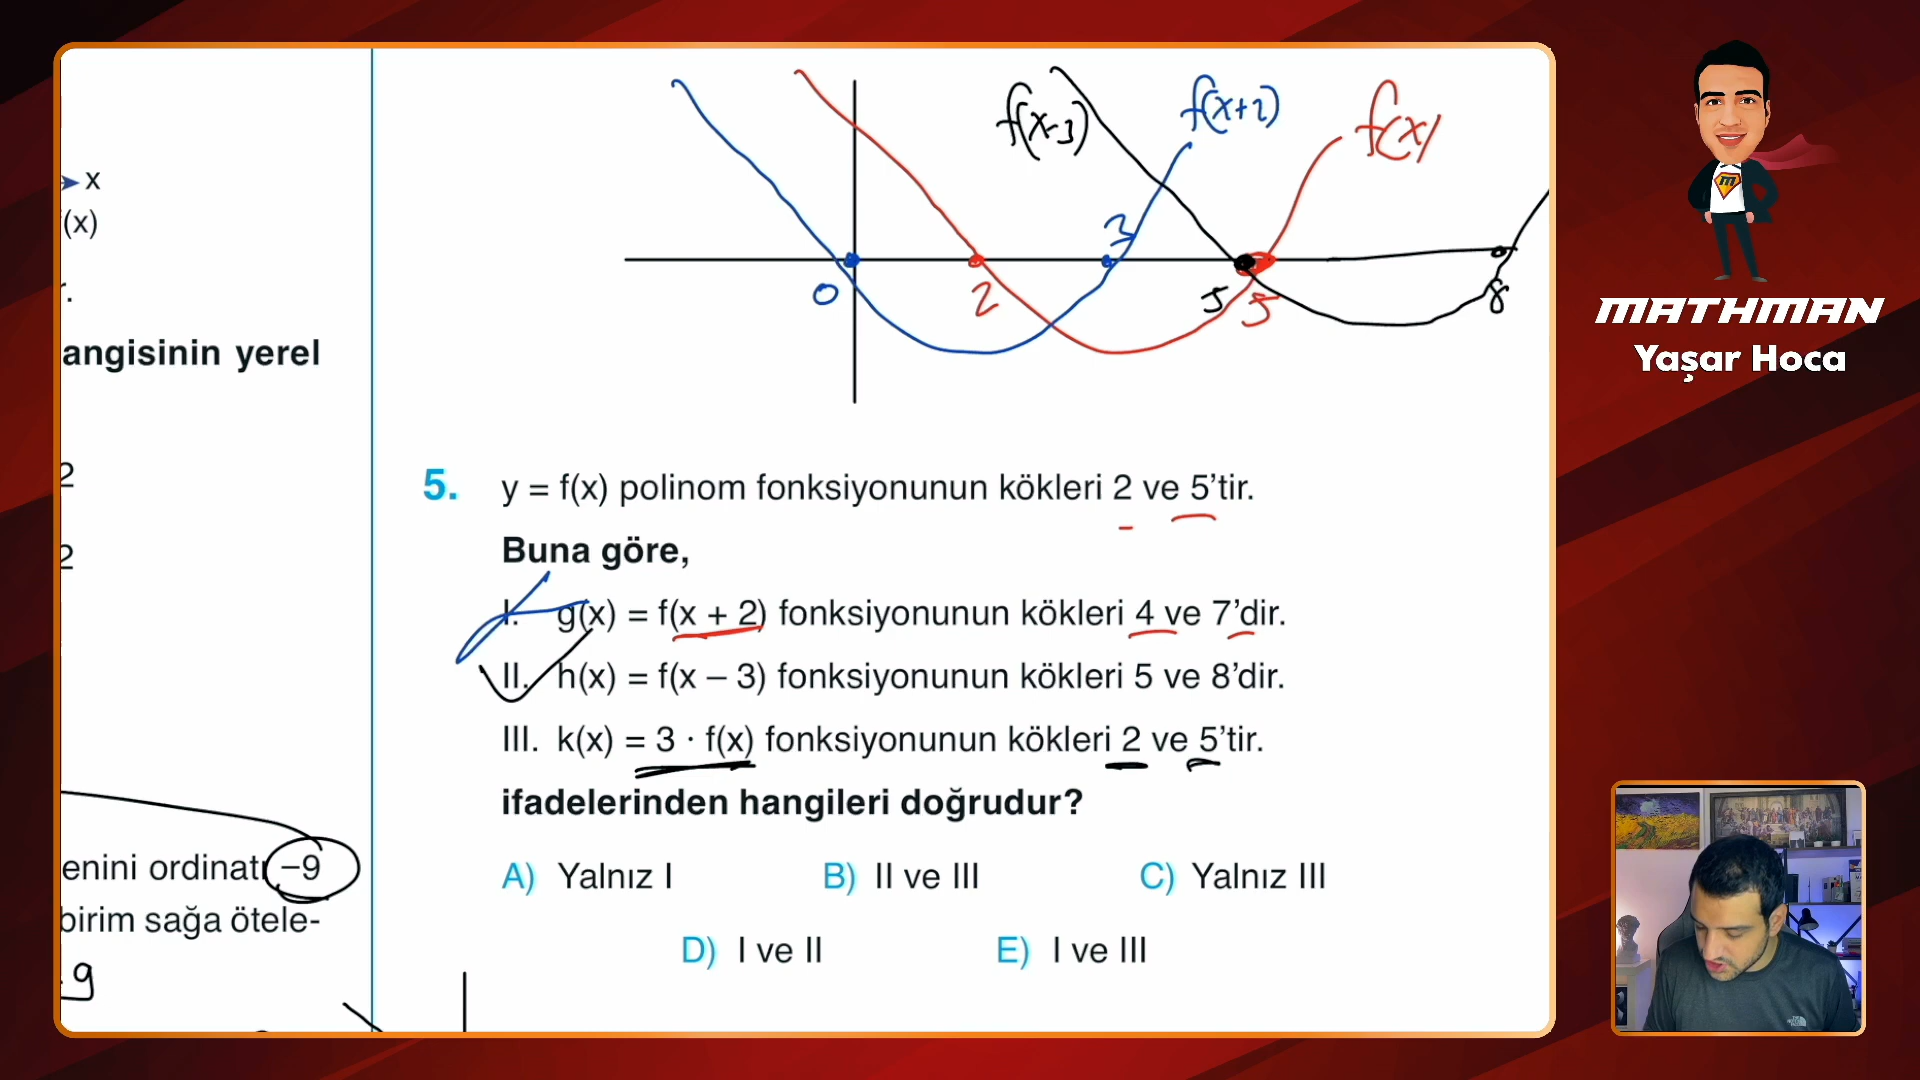 x
(x)
angisinin yerel
2
2
enini ordinatı –9
birim sağa ötele-
9
f(x-3)
f(x+2)
f(x)
3
0
2
5
5
8
5. y = f(x) polinom fonksiyonunun kökleri 2 ve 5’tir.
Buna göre,
I. g(x) = f(x + 2) fonksiyonunun kökleri 4 ve 7’dir.
II. h(x) = f(x – 3) fonksiyonunun kökleri 5 ve 8’dir.
III. k(x) = 3 · f(x) fonksiyonunun kökleri 2 ve 5’tir.
ifadelerinden hangileri doğrudur?
A) Yalnız I B) II ve III C) Yalnız III
D) I ve II E) I ve III
M
MATHMAN
Yaşar Hoca